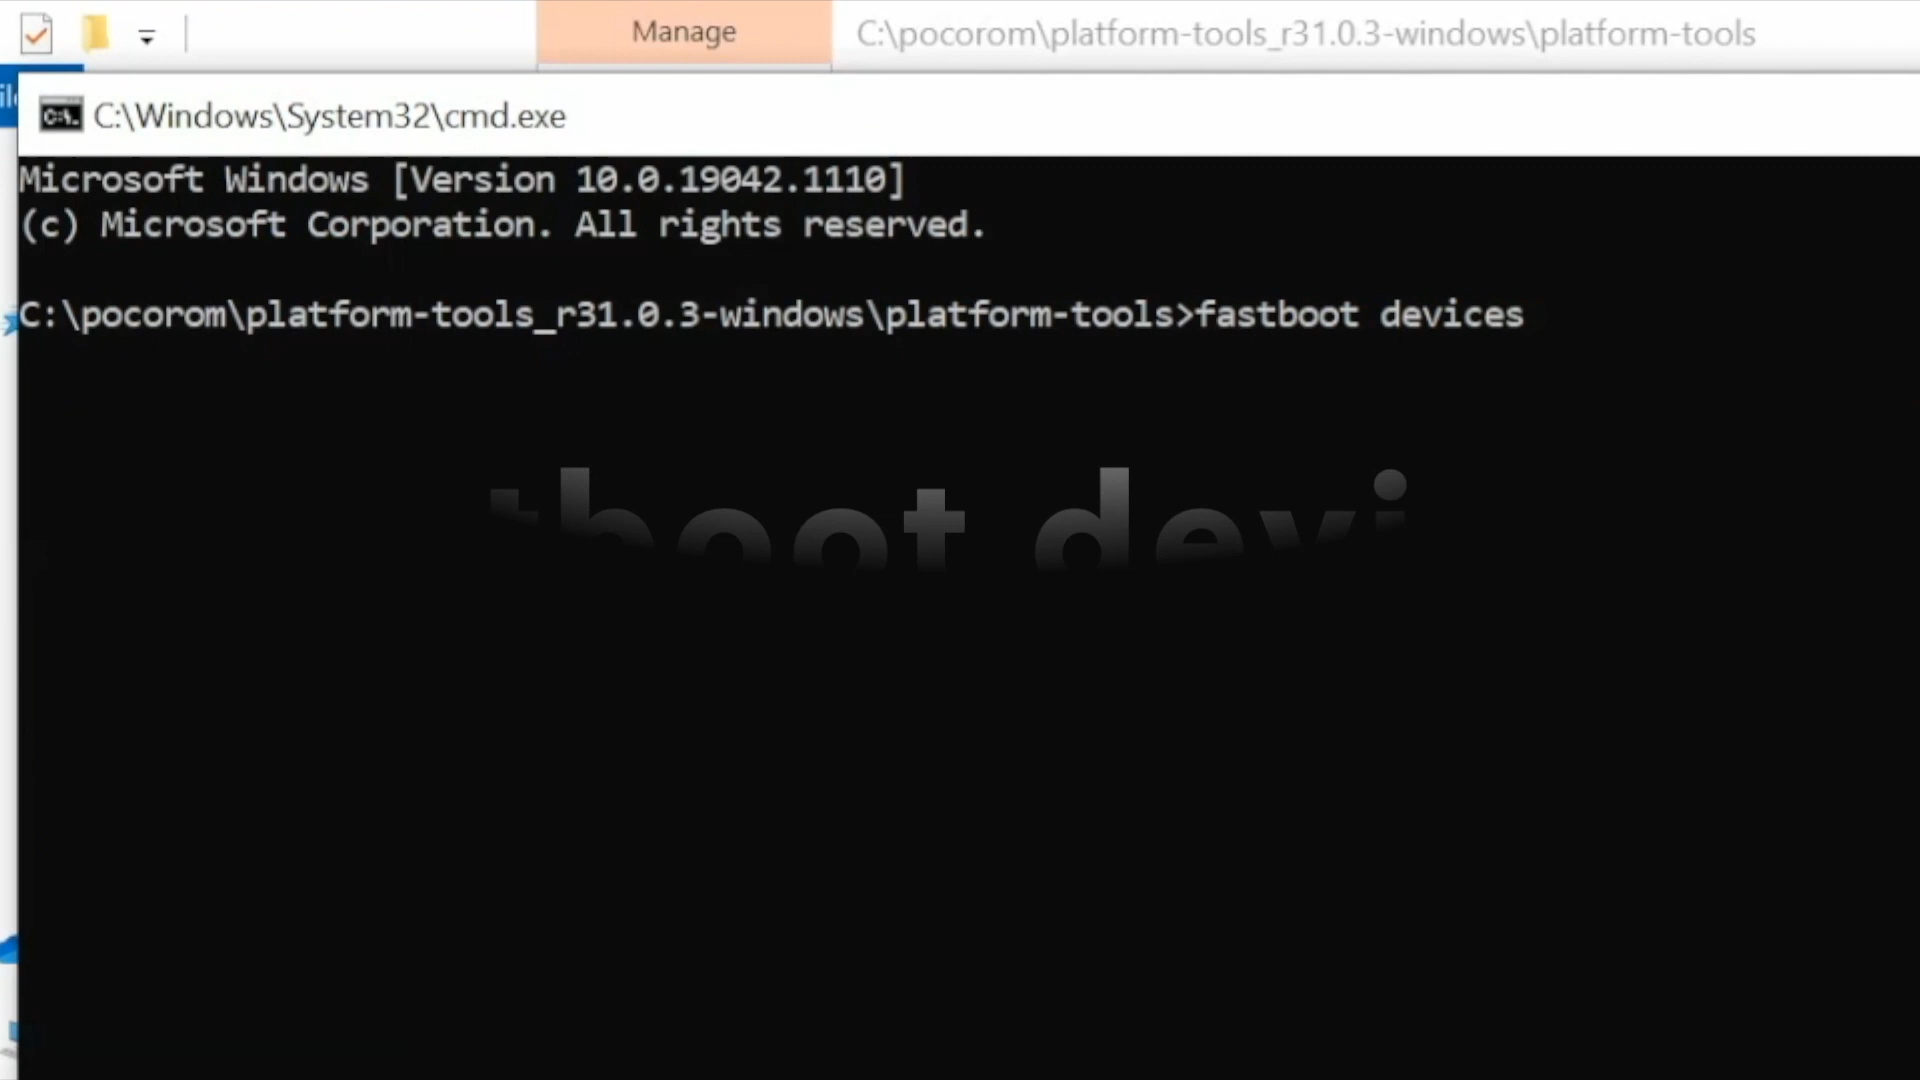 Manage
C:\pocorom\platform-tools_r31.0.3-windows\platform-tools
C:\Windows\System32\cmd.exe
Microsoft Windows [Version 10.0.19042.1110]
(c) Microsoft Corporation. All rights reserved.
C:\pocorom\platform-tools_r31.0.3-windows\platform-tools>fastboot devices